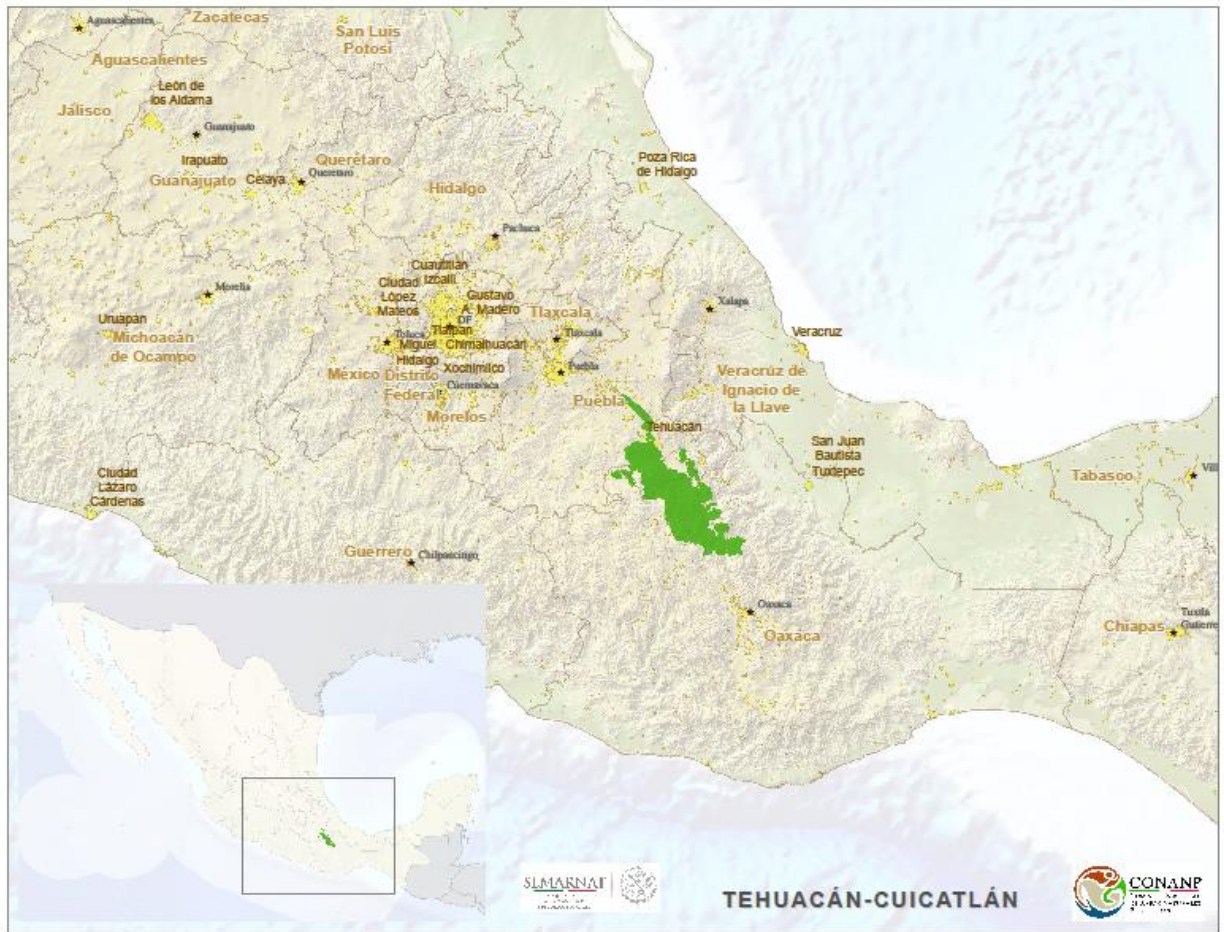 Aguascalientes
Zacatecas
San Luis
Potosí
Aguascalientes
León de
los Aldama
Jalisco
Guanajuato
Irapuato
Guanajuato
Celaya
Querétaro
Queretaro
Hidalgo
Poza Rica
de Hidalgo
Pachuca
Cuautitlán
Izcalli
Ciudad
López
Mateos
Gustavo
A. Madero
DF
Morelia
Uruapan
Michoacán
de Ocampo
Toluca
Tlalpan
Miguel
Hidalgo
Chimalhuacán
Xochimilco
Tlaxcala
Tlaxcala
Xalapa
Veracruz
Puebla
México
Distrito
Federal
Cuernavaca
Morelos
Puebla
Veracrúz de
Ignacio de
la Llave
Tehuacán
San Juan
Bautista
Tuxtepec
Tabasco
Vill
Ciudad
Lázaro
Cárdenas
Guerrero
Chilpancingo
Oaxaca
Oaxaca
Chiapas
Tuxtla
Gutierre
SEMARNAT
TEHUACÁN-CUICATLÁN
CONANP